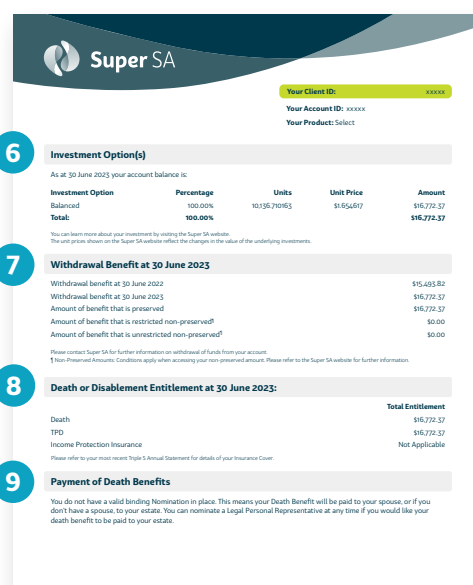 Super SA
Your Client ID: xxxxx
Your Account ID: xxxxx
Your Product: Select
6
Investment Option(s)
As at 30 June 2023 your account balance is:
Investment Option Percentage Units Unit Price Amount
Balanced 100.00% 10,136.710163 $1.654617 $16,772.37
Total: 100.00% $16,772.37
You can learn more about your investment by visiting the Super SA website.
The unit prices shown on the Super SA website reflect the changes in the value of the underlying investments.
7
Withdrawal Benefit at 30 June 2023
Withdrawal benefit at 30 June 2022 $15,493.82
Withdrawal benefit at 30 June 2023 $16,772.37
Amount of benefit that is preserved $16,772.37
Amount of benefit that is restricted non-preserved¶ $0.00
Amount of benefit that is unrestricted non-preserved¶ $0.00
Please contact Super SA for further information on withdrawal of funds from your account
¶ Non-Preserved Amounts: Conditions apply when accessing your non-preserved amount. Please refer to the Super SA website for further information.
8
Death or Disablement Entitlement at 30 June 2023:
Total Entitlement
Death $16,772.37
TPD $16,772.37
Income Protection Insurance Not Applicable
Please refer to your most recent Triple S Annual Statement for details of your Insurance Cover.
9
Payment of Death Benefits
You do not have a valid binding Nomination in place. This means your Death Benefit will be paid to your spouse, or if you
don't have a spouse, to your estate. You can nominate a Legal Personal Representative at any time if you would like your
death benefit to be paid to your estate.